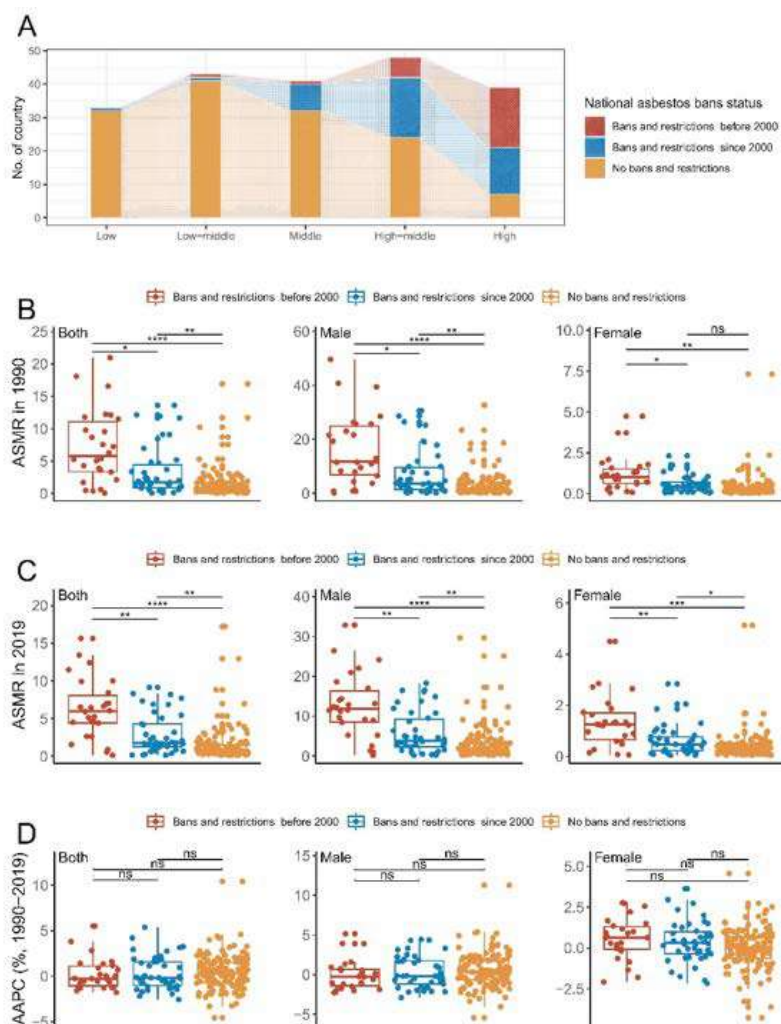 A
50
40
30
20
10
0
No. of country
Low
Low-middle
Middle
High-middle
High
National asbestos bans status
Bans and restrictions before 2000
Bans and restrictions since 2000
No bans and restrictions
B
Bans and restrictions before 2000 Bans and restrictions since 2000 No bans and restrictions
ASMR in 1990
25
20
15
10
5
0
Both
**
****
*
60
40
20
0
Male
**
****
*
10.0
7.5
5.0
2.5
0.0
Female
ns
**
*
C
Bans and restrictions before 2000 Bans and restrictions since 2000 No bans and restrictions
ASMR in 2019
20
15
10
5
0
Both
**
****
**
40
30
20
10
0
Male
**
****
**
6
4
2
0
Female
*
***
**
D
Bans and restrictions before 2000 Bans and restrictions since 2000 No bans and restrictions
AAPC (%, 1990-2019)
10
5
0
-5
Both
ns
ns
ns
15
10
5
0
-5
Male
ns
ns
ns
5.0
2.5
0.0
-2.5
Female
ns
ns
ns